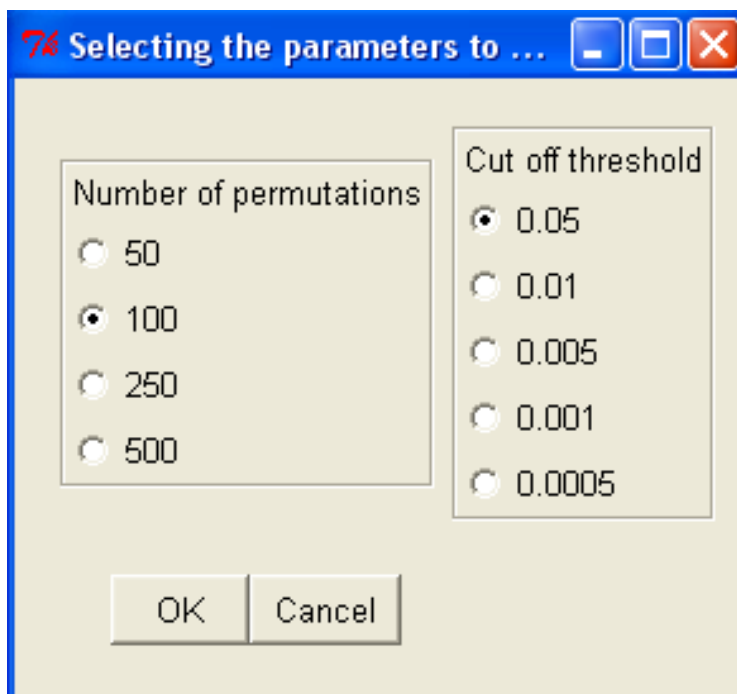 Selecting the parameters to ...
Number of permutations
50
100
250
500
Cut off threshold
0.05
0.01
0.005
0.001
0.0005
OK
Cancel